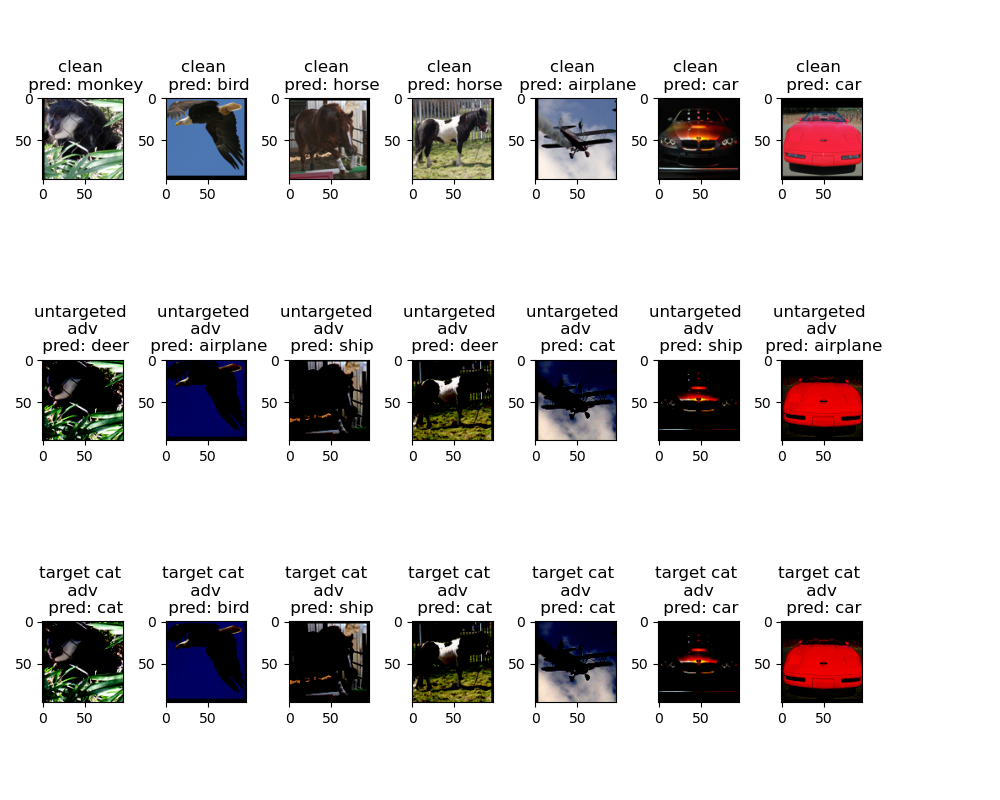 clean
pred: monkey
clean
pred: bird
clean
pred: horse
clean
pred: horse
clean
pred: airplane
clean
pred: car
clean
pred: car
0
50
0
50
0
50
0
50
0
50
0
50
0
50
0 50
0 50
0 50
0 50
0 50
0 50
0 50
untargeted
adv
pred: deer
untargeted
adv
pred: airplane
untargeted
adv
pred: ship
untargeted
adv
pred: deer
untargeted
adv
pred: cat
untargeted
adv
pred: ship
untargeted
adv
pred: airplane
0
50
0
50
0
50
0
50
0
50
0
50
0
50
0 50
0 50
0 50
0 50
0 50
0 50
0 50
target cat
adv
pred: cat
target cat
adv
pred: bird
target cat
adv
pred: ship
target cat
adv
pred: cat
target cat
adv
pred: cat
target cat
adv
pred: car
target cat
adv
pred: car
0
50
0
50
0
50
0
50
0
50
0
50
0
50
0 50
0 50
0 50
0 50
0 50
0 50
0 50